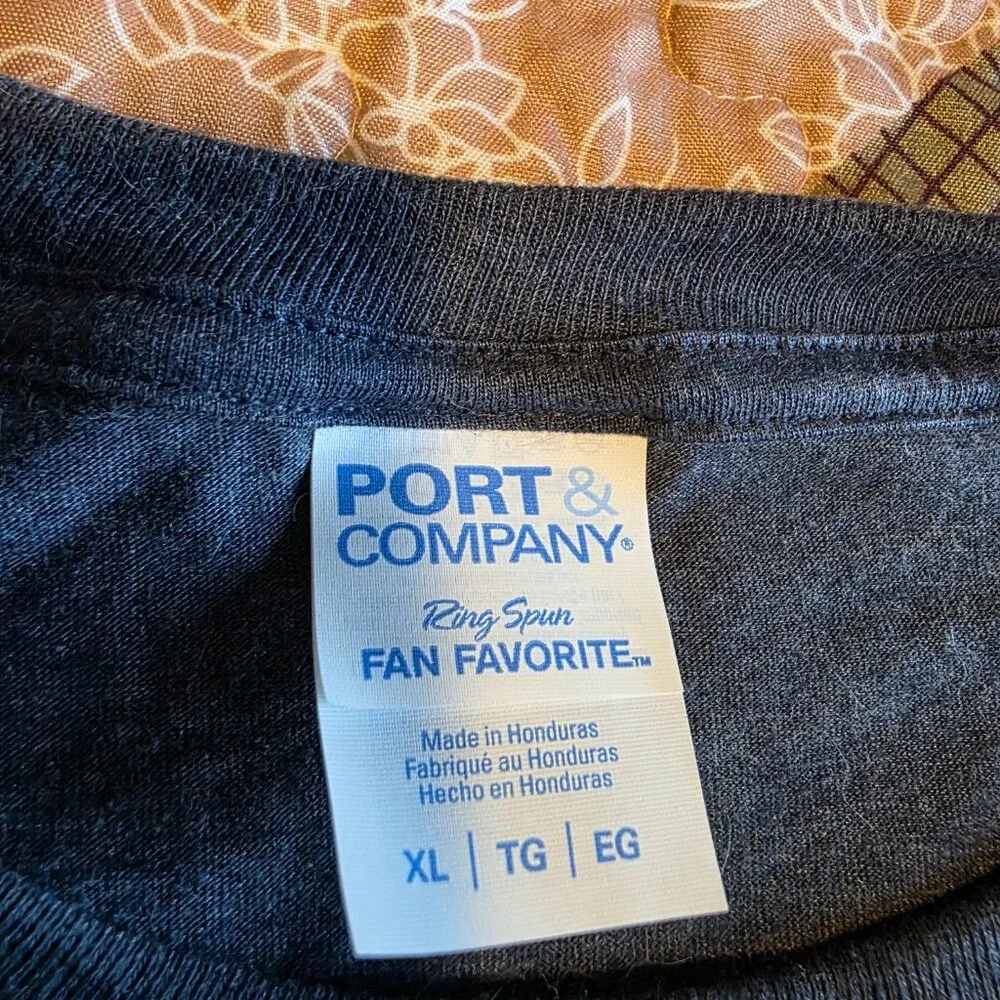 PORT &
COMPANY®
Ring Spun
FAN FAVORITE™
Made in Honduras
Fabriqué au Honduras
Hecho en Honduras
XL | TG | EG